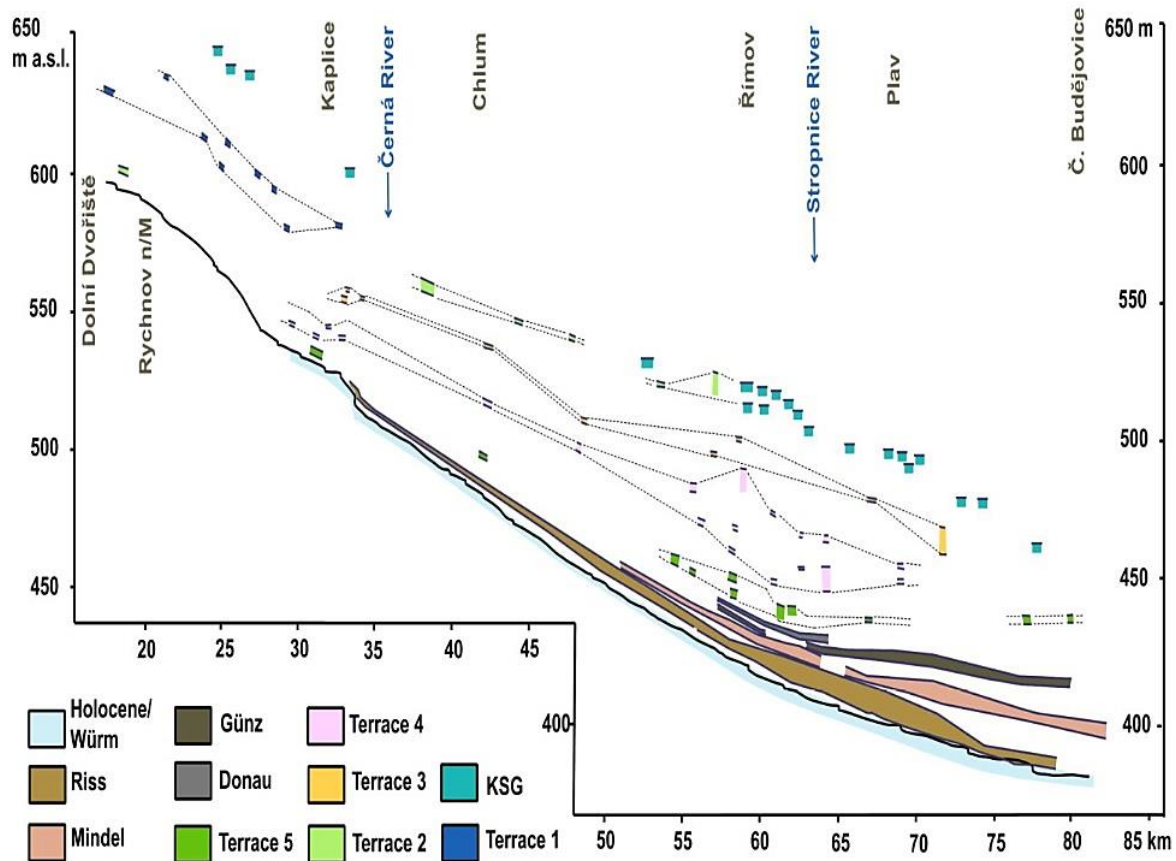 650
m a.s.l.
600
550
500
450
650 m
600
550
500
450
400
400
Dolní Dvořiště
Rychnov n/M
Kaplice
Černá River
Chlum
Římov
Stropnice River
Plav
Č. Budějovice
20 25 30 35 40 45
50 55 60 65 70 75 80 85 km
Holocene/
Würm
Riss
Mindel
Günz
Donau
Terrace 5
Terrace 4
Terrace 3
Terrace 2
KSG
Terrace 1